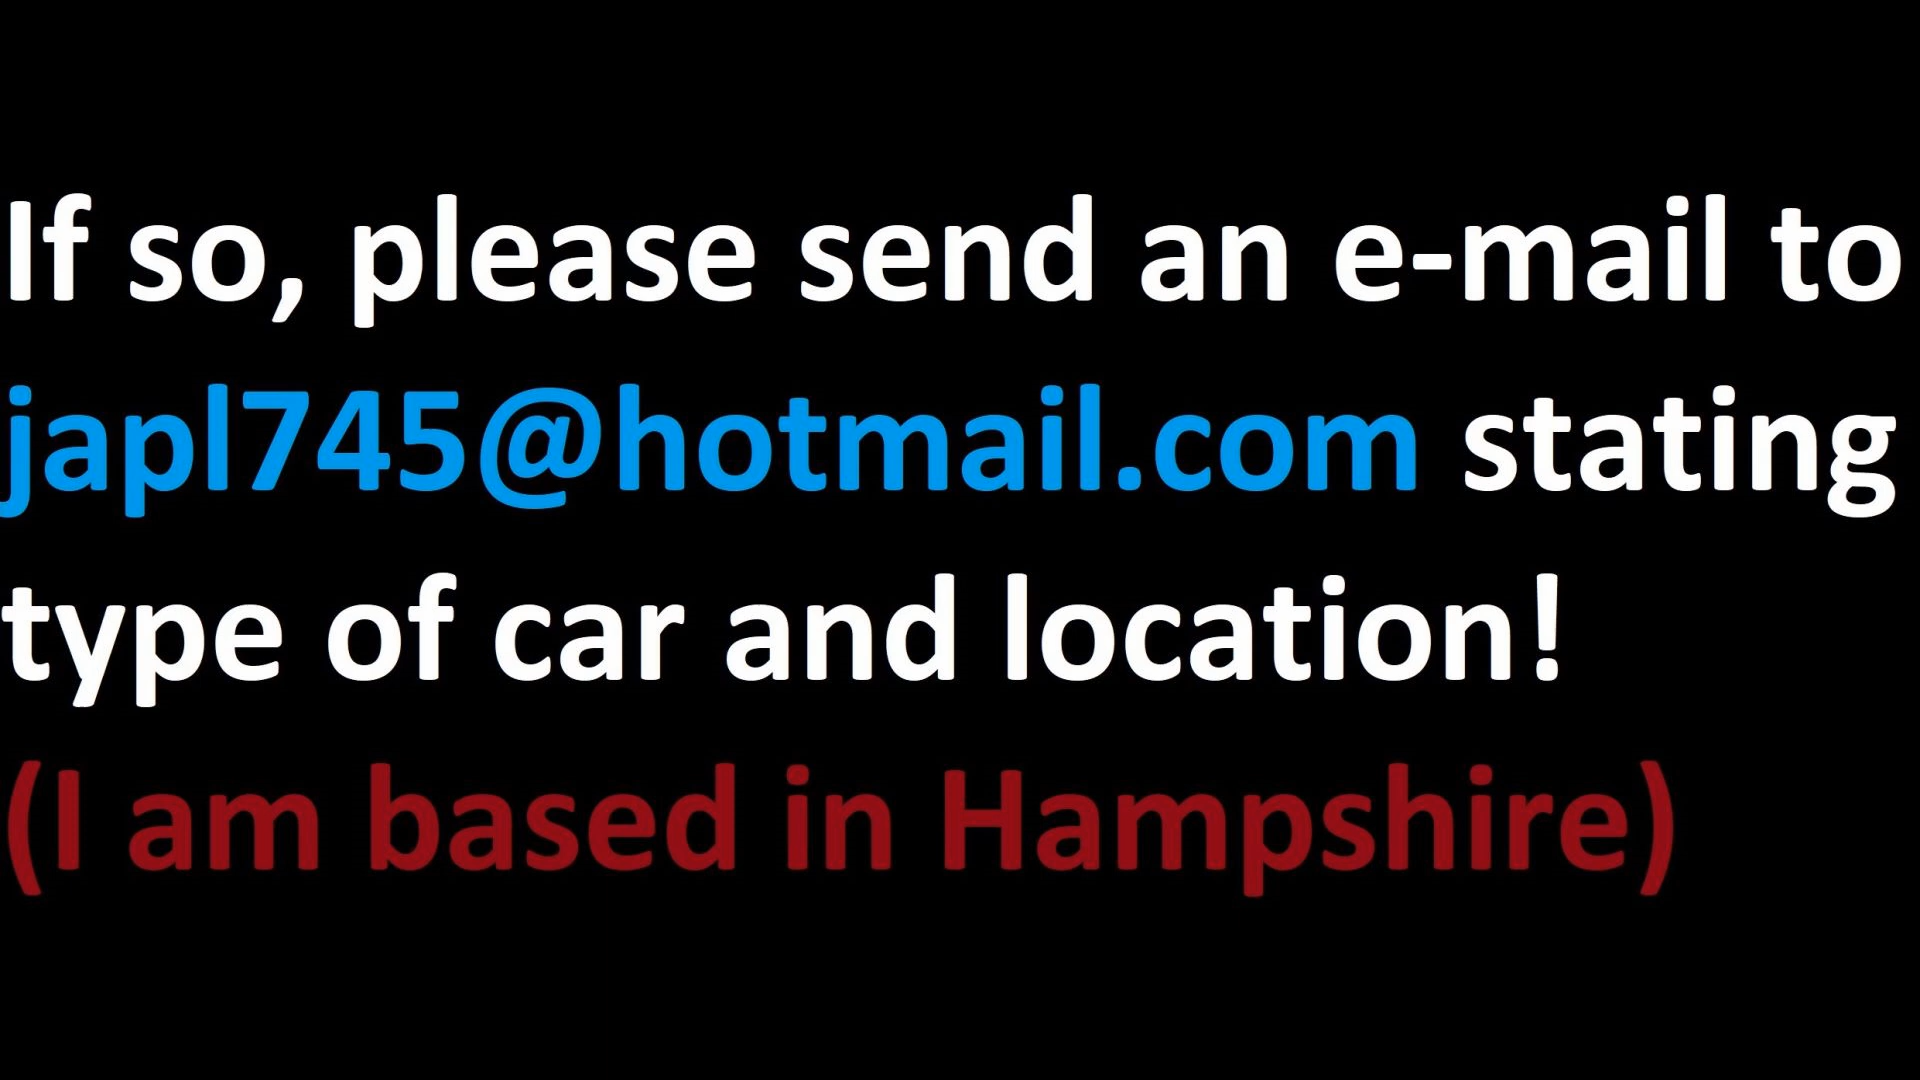 If so, please send an e-mail to
japl745@hotmail.com stating
type of car and location!
(I am based in Hampshire)